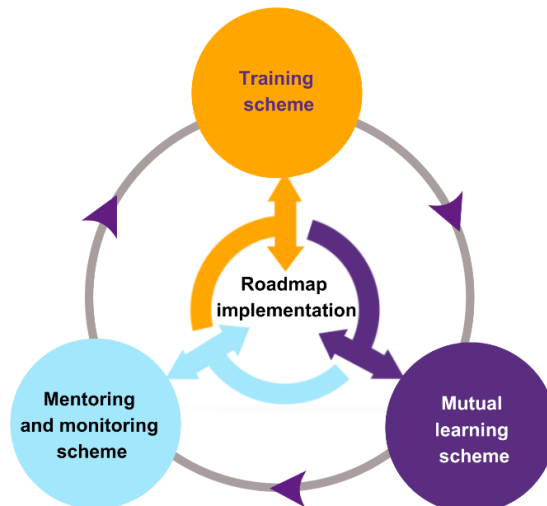 Training
scheme
Roadmap
implementation
Mentoring
and monitoring
scheme
Mutual
learning
scheme